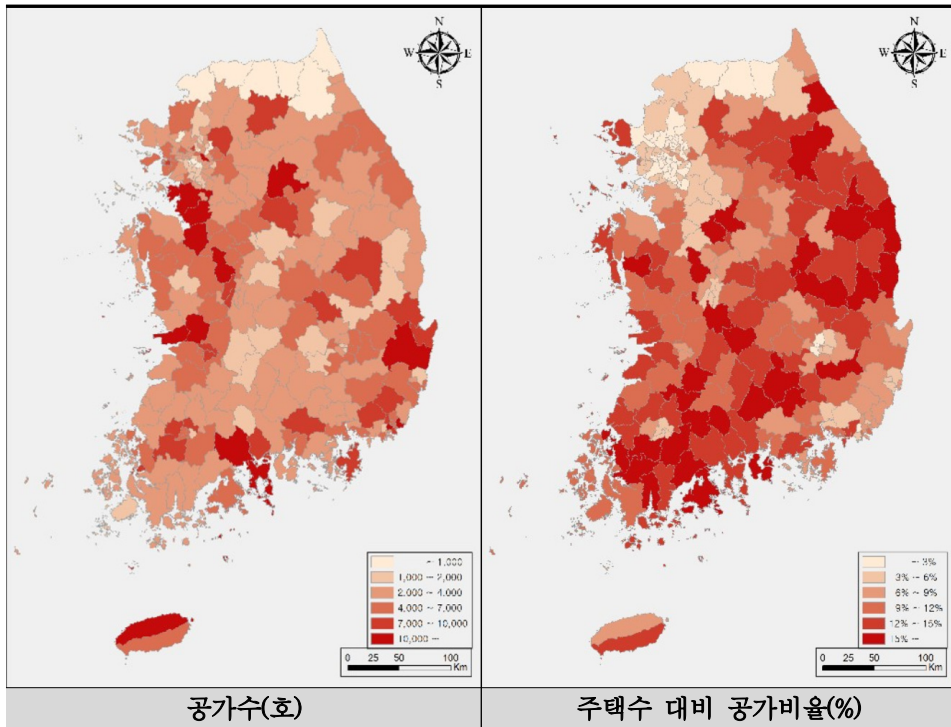 N
W E
S
~ 1,000
1,000 ~ 2,000
2,000 ~ 4,000
4,000 ~ 7,000
7,000 ~ 10,000
10,000 ~
0 25 50 100
Km
공가수(호)
N
W E
S
~ 3%
3% ~ 6%
6% ~ 9%
9% ~ 12%
12% ~ 15%
15% ~
0 25 50 100
Km
주택수 대비 공가비율(%)